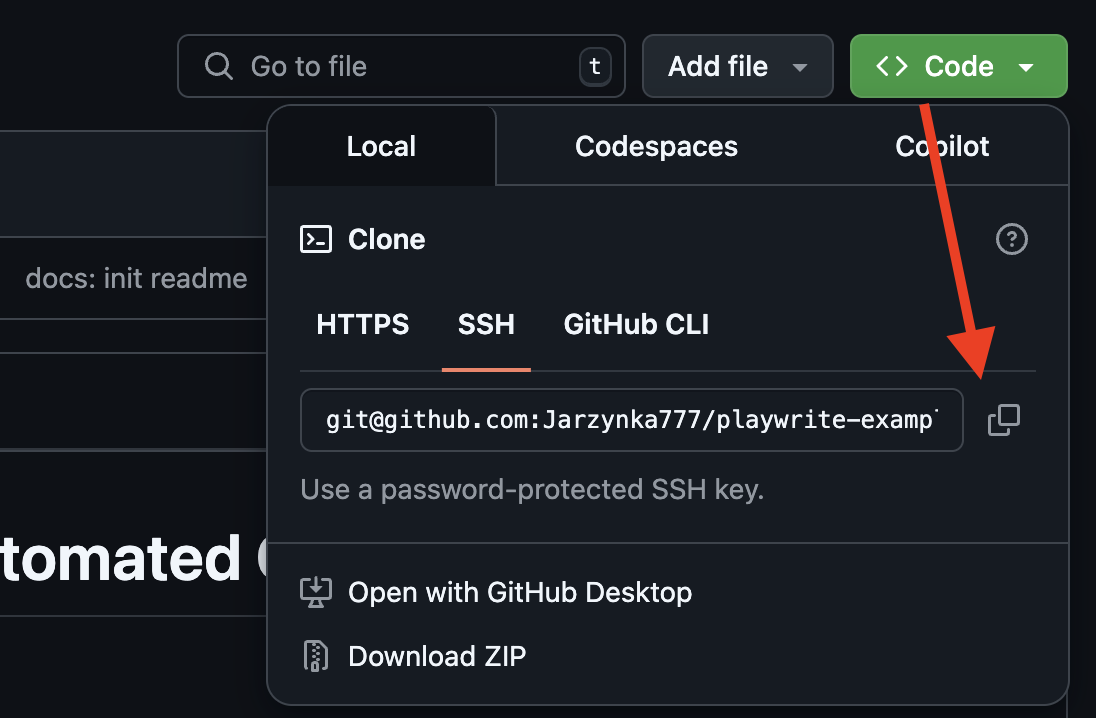 Go to file
t
Add file
Code
Local
Codespaces
Copilot
Clone
docs: init readme
HTTPS
SSH
GitHub CLI
git@github.com:Jarzynka777/playwrite-exampl
Use a password-protected SSH key.
tomated
Open with GitHub Desktop
Download ZIP